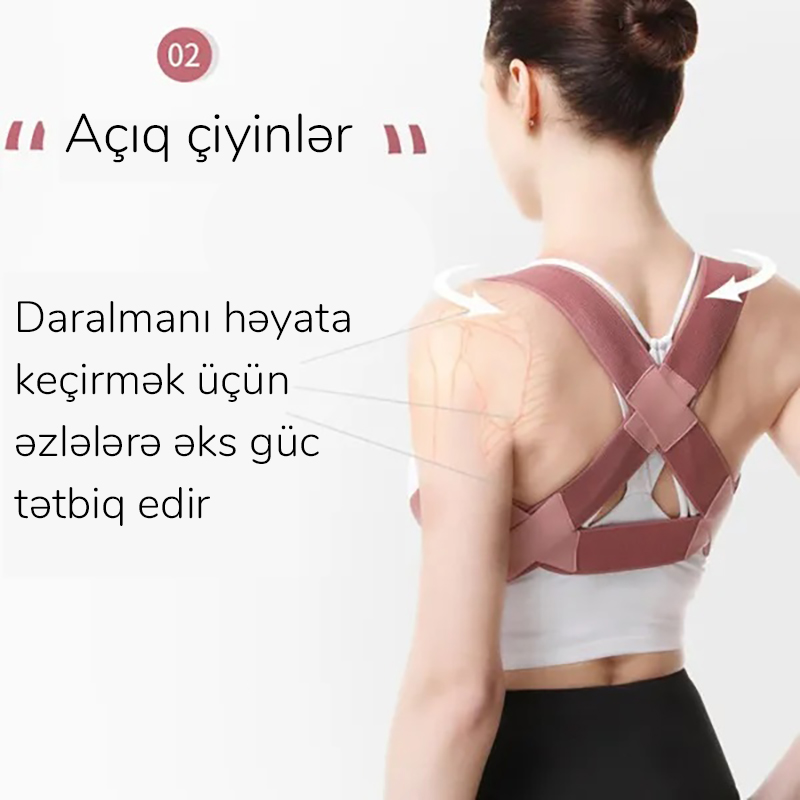 02
Açıq çiyinlər
Daralmanı həyata
keçirmək üçün
əzlələrə əks güc
tətbiq edir